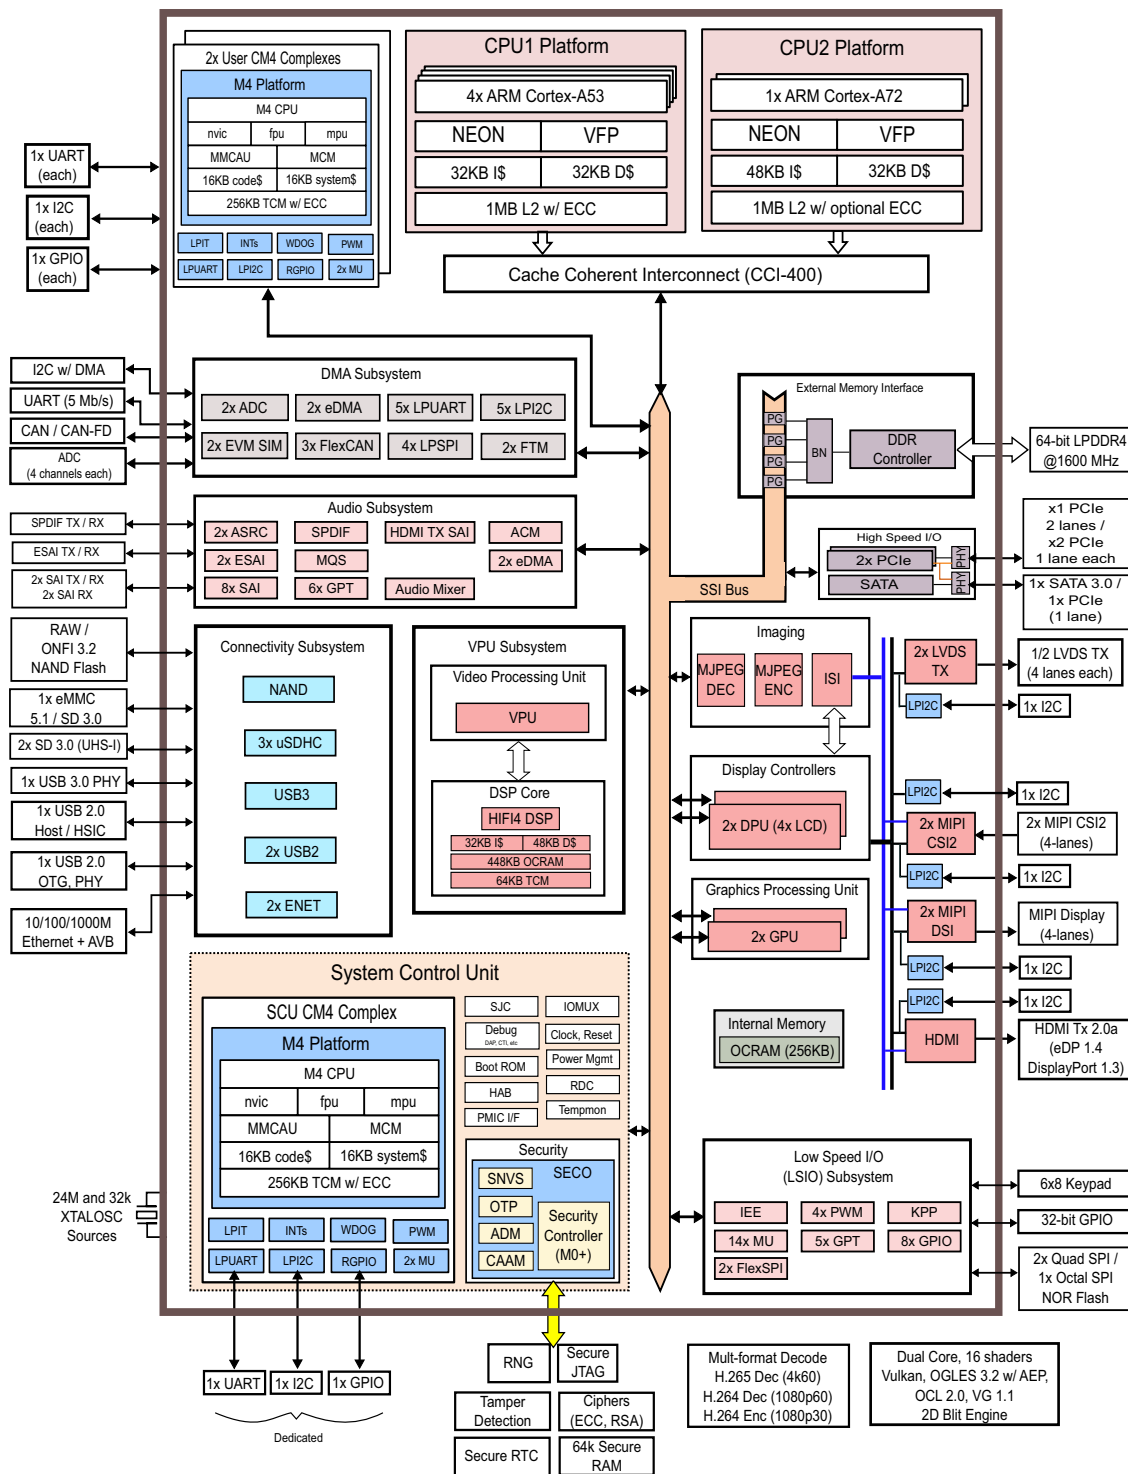 2x User CM4 Complexes
M4 Platform
M4 CPU
nvic
fpu
mpu
MMCAU
MCM
16KB code$
16KB system$
256KB TCM w/ ECC
LPIT
INTs
WDOG
PWM
LPUART
LPI2C
RGPIO
2x MU
CPU1 Platform
4x ARM Cortex-A53
NEON
VFP
32KB I$
32KB D$
1MB L2 w/ ECC
CPU2 Platform
1x ARM Cortex-A72
NEON
VFP
48KB I$
32KB D$
1MB L2 w/ optional ECC
Cache Coherent Interconnect (CCI-400)
1x UART
(each)
1x I2C
(each)
1x GPIO
(each)
I2C w/ DMA
UART (5 Mb/s)
CAN / CAN-FD
ADC
(4 channels each)
DMA Subsystem
2x ADC
2x eDMA
5x LPUART
5x LPI2C
2x EVM SIM
3x FlexCAN
4x LPSPI
2x FTM
External Memory Interface
PG
PG
PG
PG
BN
DDR
Controller
64-bit LPDDR4
@1600 MHz
SPDIF TX / RX
ESAI TX / RX
2x SAI TX / RX
2x SAI RX
Audio Subsystem
2x ASRC
SPDIF
HDMI TX SAI
ACM
2x ESAI
MQS
2x eDMA
8x SAI
6x GPT
Audio Mixer
SSI Bus
High Speed I/O
2x PCIe
SATA
PHY
PHY
x1 PCIe
2 lanes /
x2 PCIe
1 lane each
1x SATA 3.0 /
1x PCIe
(1 lane)
RAW /
ONFI 3.2
NAND Flash
1x eMMC
5.1 / SD 3.0
2x SD 3.0 (UHS-I)
1x USB 3.0 PHY
1x USB 2.0
Host / HSIC
1x USB 2.0
OTG, PHY
10/100/1000M
Ethernet + AVB
Connectivity Subsystem
NAND
3x uSDHC
USB3
2x USB2
2x ENET
VPU Subsystem
Video Processing Unit
VPU
DSP Core
HIFI4 DSP
32KB I$
48KB D$
448KB OCRAM
64KB TCM
Imaging
MJPEG
DEC
MJPEG
ENC
ISI
Display Controllers
2x DPU (4x LCD)
Graphics Processing Unit
2x GPU
Internal Memory
OCRAM (256KB)
2x LVDS
TX
LPI2C
LPI2C
2x MIPI
CSI2
LPI2C
2x MIPI
DSI
LPI2C
LPI2C
HDMI
1/2 LVDS TX
(4 lanes each)
1x I2C
1x I2C
2x MIPI CSI2
(4-lanes)
1x I2C
MIPI Display
(4-lanes)
1x I2C
1x I2C
HDMI Tx 2.0a
(eDP 1.4
DisplayPort 1.3)
System Control Unit
SCU CM4 Complex
M4 Platform
M4 CPU
nvic
fpu
mpu
MMCAU
MCM
16KB code$
16KB system$
256KB TCM w/ ECC
LPIT
INTs
WDOG
PWM
LPUART
LPI2C
RGPIO
2x MU
SJC
IOMUX
Debug
DAP, CTI, etc
Clock, Reset
Boot ROM
Power Mgmt
HAB
RDC
PMIC I/F
Tempmon
Security
SECO
SNVS
OTP
ADM
CAAM
Security
Controller
(M0+)
24M and 32k
XTALOSC
Sources
Low Speed I/O
(LSIO) Subsystem
IEE
4x PWM
KPP
14x MU
5x GPT
8x GPIO
2x FlexSPI
6x8 Keypad
32-bit GPIO
2x Quad SPI /
1x Octal SPI
NOR Flash
1x UART
1x I2C
1x GPIO
Dedicated
RNG
Secure
JTAG
Tamper
Detection
Ciphers
(ECC, RSA)
Secure RTC
64k Secure
RAM
Mult-format Decode
H.265 Dec (4k60)
H.264 Dec (1080p60)
H.264 Enc (1080p30)
Dual Core, 16 shaders
Vulkan, OGLES 3.2 w/ AEP,
OCL 2.0, VG 1.1
2D Blit Engine